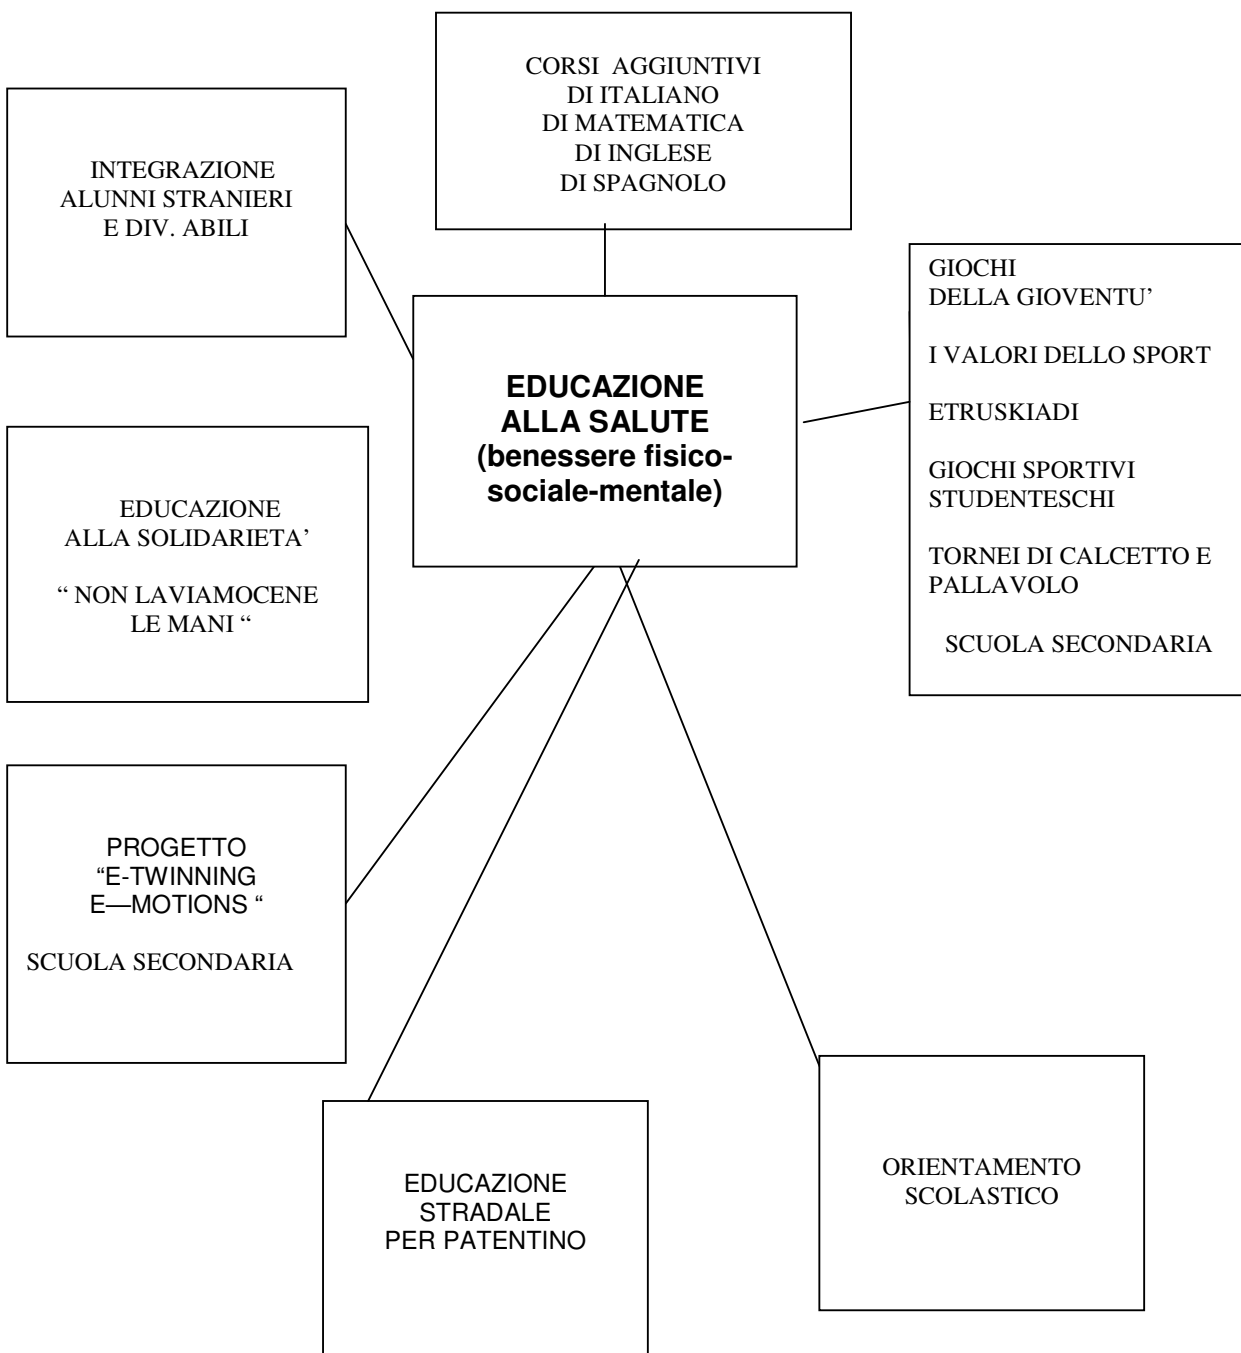 CORSI AGGIUNTIVI
DI ITALIANO
DI MATEMATICA
DI INGLESE
DI SPAGNOLO
INTEGRAZIONE
ALUNNI STRANIERI
E DIV. ABILI
GIOCHI
DELLA GIOVENTU’
I VALORI DELLO SPORT
ETRUSKIADI
GIOCHI SPORTIVI
STUDENTESCHI
TORNEI DI CALCETTO E
PALLAVOLO
SCUOLA SECONDARIA
EDUCAZIONE
ALLA SALUTE
(benessere fisico-
sociale-mentale)
EDUCAZIONE
ALLA SOLIDARIETA’
“ NON LAVIAMOCENE
LE MANI “
PROGETTO
“E-TWINNING
E—MOTIONS “
SCUOLA SECONDARIA
EDUCAZIONE
STRADALE
PER PATENTINO
ORIENTAMENTO
SCOLASTICO